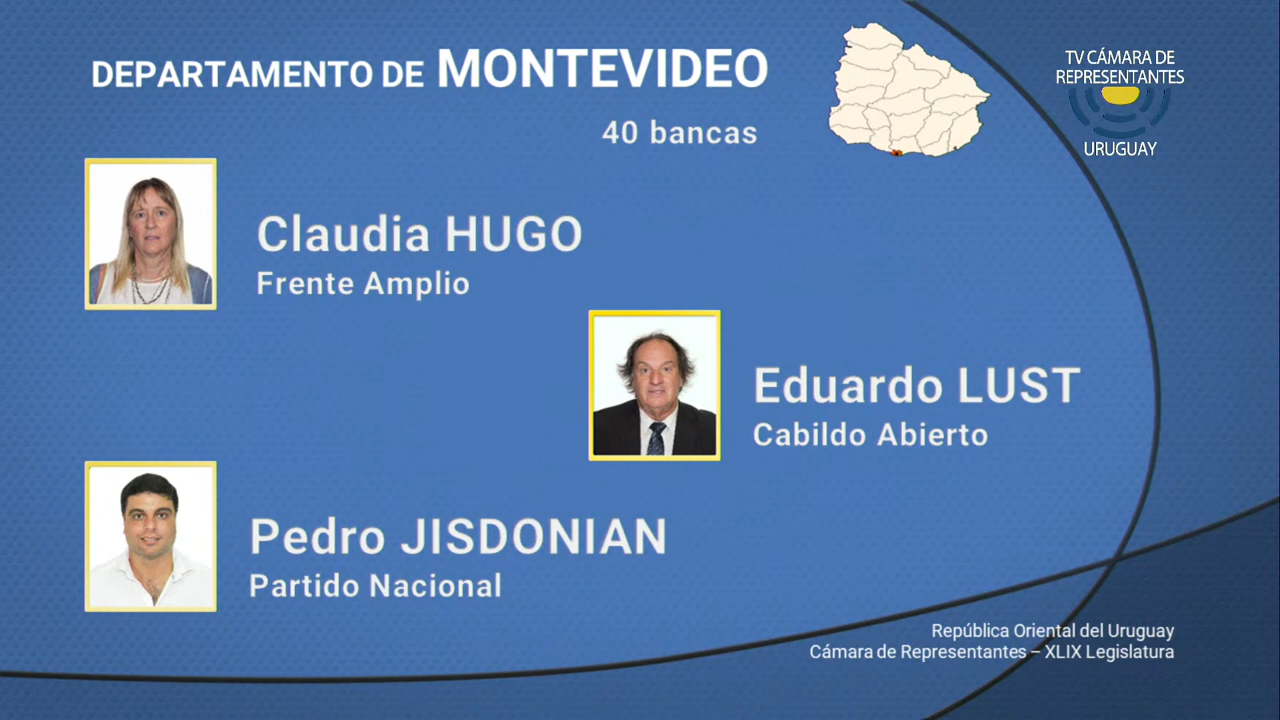 DEPARTAMENTO DE MONTEVIDEO
40 bancas
TV CÁMARA DE
REPRESENTANTES
URUGUAY
Claudia HUGO
Frente Amplio
Eduardo LUST
Cabildo Abierto
Pedro JISDONIAN
Partido Nacional
República Oriental del Uruguay
Cámara de Representantes – XLIX Legislatura